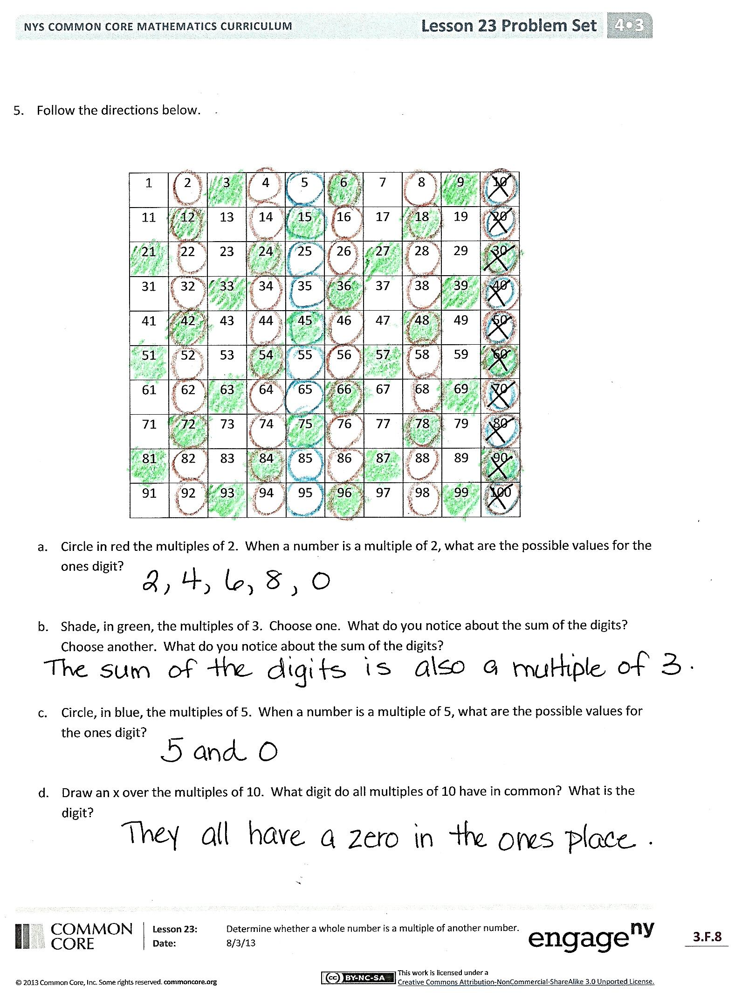 NYS COMMON CORE MATHEMATICS CURRICULUM Lesson 23 Problem Set 4•3
5. Follow the directions below.
1 2 3 4 5 6 7 8 9 10
11 12 13 14 15 16 17 18 19 20
21 22 23 24 25 26 27 28 29 30
31 32 33 34 35 36 37 38 39 40
41 42 43 44 45 46 47 48 49 50
51 52 53 54 55 56 57 58 59 60
61 62 63 64 65 66 67 68 69 70
71 72 73 74 75 76 77 78 79 80
81 82 83 84 85 86 87 88 89 90
91 92 93 94 95 96 97 98 99 100
a. Circle in red the multiples of 2. When a number is a multiple of 2, what are the possible values for the
ones digit?
2, 4, 6, 8, 0
b. Shade, in green, the multiples of 3. Choose one. What do you notice about the sum of the digits?
Choose another. What do you notice about the sum of the digits?
The sum of the digits is also a multiple of 3.
c. Circle, in blue, the multiples of 5. When a number is a multiple of 5, what are the possible values for
the ones digit?
5 and 0
d. Draw an x over the multiples of 10. What digit do all multiples of 10 have in common? What is the
digit?
They all have a zero in the ones place.
COMMON CORE
Lesson 23: Determine whether a whole number is a multiple of another number.
Date: 8/3/13
engage ny
3.F.8
© 2013 Common Core, Inc. Some rights reserved. commoncore.org
(cc) BY-NC-SA
This work is licensed under a
Creative Commons Attribution-NonCommercial-ShareAlike 3.0 Unported License.